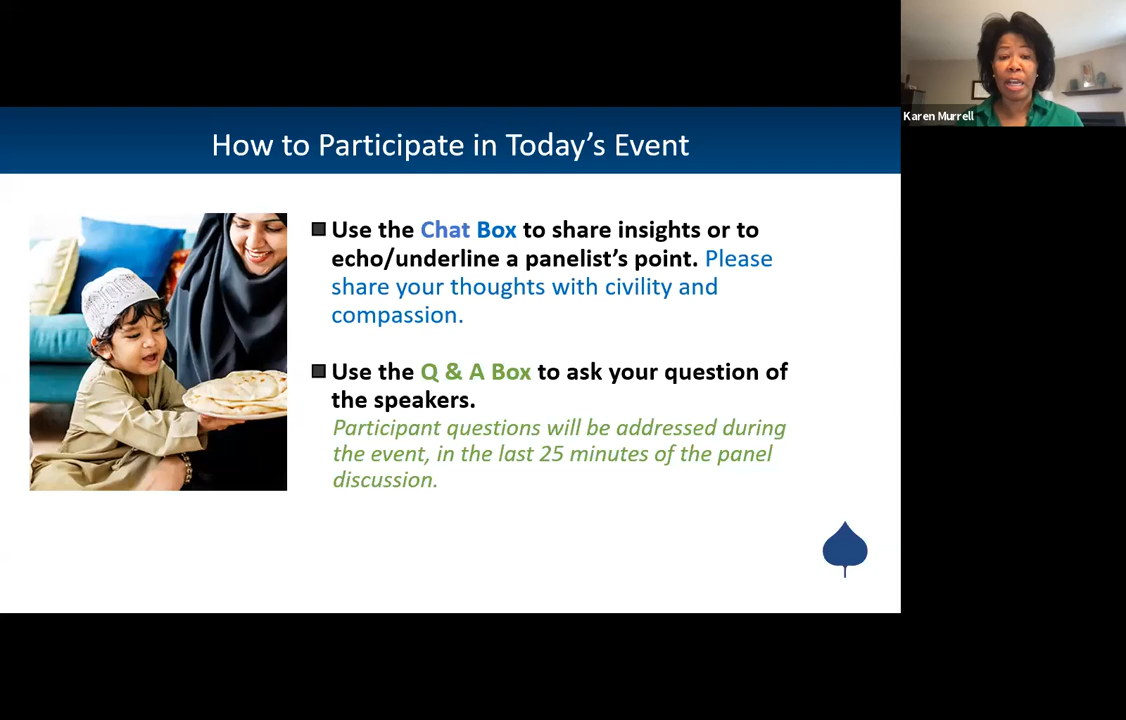 How to Participate in Today's Event
Karen Murrell
Use the Chat Box to share insights or to
echo/underline a panelist's point. Please
share your thoughts with civility and
compassion.
Use the Q & A Box to ask your question of
the speakers.
Participant questions will be addressed during
the event, in the last 25 minutes of the panel
discussion.